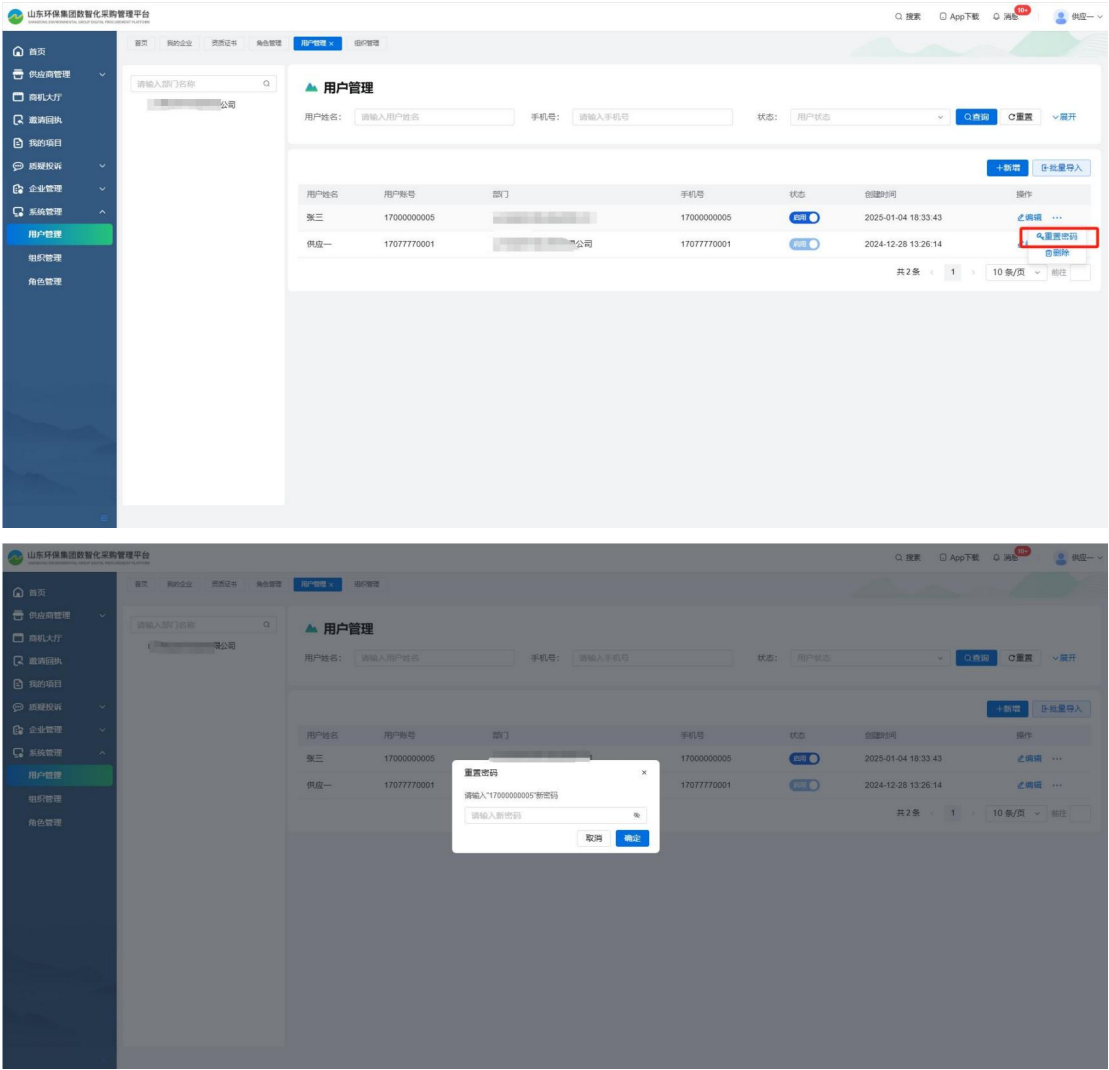 山东环保集团数智化采购管理平台
搜索 App下载 消息 10+ 供应一
首页 我的企业 资质证书 角色管理 用户管理 × 组织管理
首页
供应商管理
商机大厅
邀请回执
我的项目
质疑投诉
企业管理
系统管理
用户管理
组织管理
角色管理
请输入部门名称
公司
用户管理
用户姓名: 请输入用户姓名 手机号: 请输入手机号 状态: 用户状态 查询 重置 展开
+新增 批量导入
用户姓名 用户账号 部门 手机号 状态 创建时间 操作
张三 17000000005 17000000005 启用 2025-01-04 18:33:43 编辑 ···
供应一 17077770001 公司 17077770001 启用 2024-12-28 13:26:14
重置密码
删除
共2条 1 10条/页 前往
山东环保集团数智化采购管理平台
搜索 App下载 消息 10+ 供应一
首页 我的企业 资质证书 角色管理 用户管理 × 组织管理
首页
供应商管理
商机大厅
邀请回执
我的项目
质疑投诉
企业管理
系统管理
用户管理
组织管理
角色管理
请输入部门名称
限公司
用户管理
用户姓名: 请输入用户姓名 手机号: 请输入手机号 状态: 用户状态 查询 重置 展开
+新增 批量导入
用户姓名 用户账号 部门 手机号 状态 创建时间 操作
张三 17000000005 17000000005 启用 2025-01-04 18:33:43 编辑 ···
供应一 17077770001 17077770001 启用 2024-12-28 13:26:14 编辑 ···
共2条 1 10条/页 前往
重置密码 ×
请输入"17000000005"新密码
请输入新密码
取消 确定